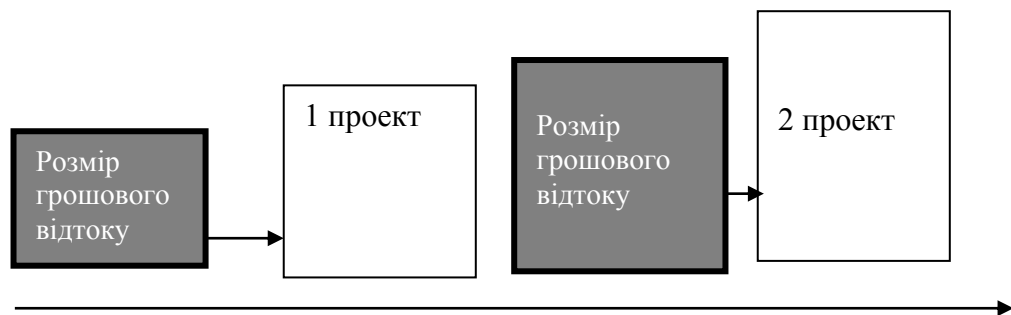 Розмір
грошового
відтоку
1 проект
Розмір
грошового
відтоку
2 проект